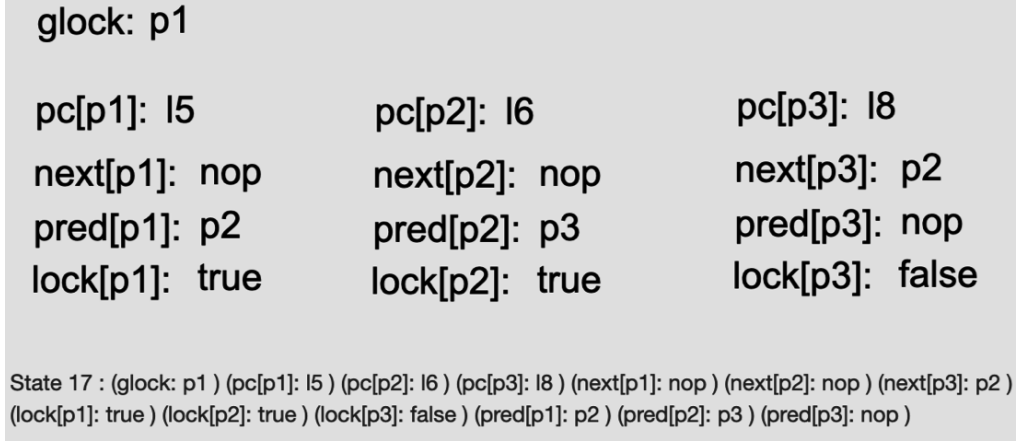 glock: p1
pc[p1]: l5 pc[p2]: l6 pc[p3]: l8
next[p1]: nop next[p2]: nop next[p3]: p2
pred[p1]: p2 pred[p2]: p3 pred[p3]: nop
lock[p1]: true lock[p2]: true lock[p3]: false
State 17 : (glock: p1 ) (pc[p1]: l5 ) (pc[p2]: l6 ) (pc[p3]: l8 ) (next[p1]: nop ) (next[p2]: nop ) (next[p3]: p2 )
(lock[p1]: true ) (lock[p2]: true ) (lock[p3]: false ) (pred[p1]: p2 ) (pred[p2]: p3 ) (pred[p3]: nop )